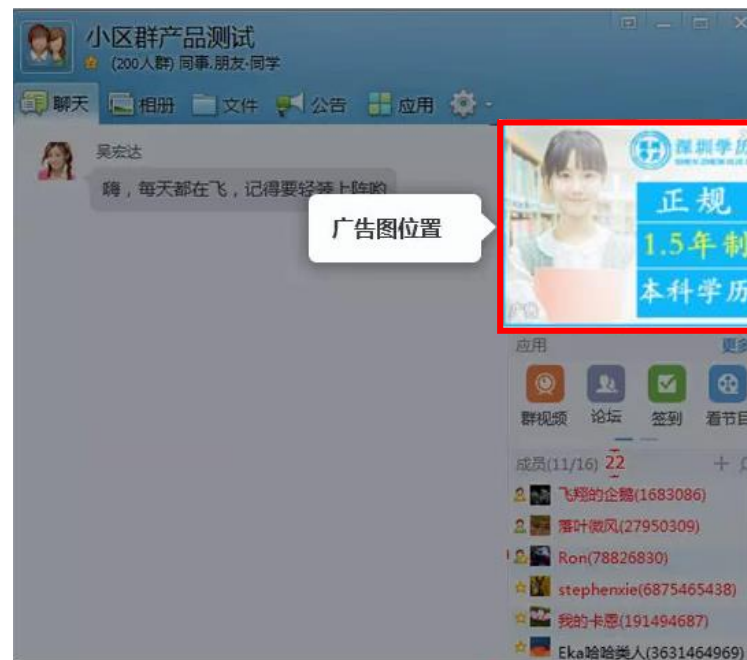 小区群产品测试
(200人群) 同事.朋友-同学
聊天 相册 文件 公告 应用
吴宏达
嗨，每天都在飞，记得要轻装上阵哟
广告图位置
深圳学历
正规
1.5年制
本科学历
广告
应用 更多
群视频 论坛 签到 看节目
成员(11/16) 22
飞翔的企鹅(1683086)
落叶微风(27950309)
Ron(78826830)
stephenxie(6875465438)
我的卡恩(191494687)
Eka哈哈类人(3631464969)